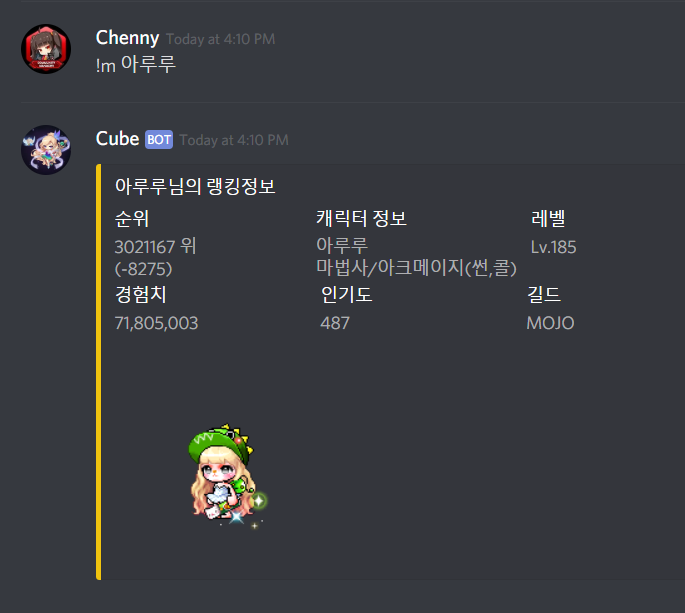 Chenny Today at 4:10 PM
!m 아루루
Cube BOT Today at 4:10 PM
아루루님의 랭킹정보
순위 캐릭터 정보 레벨
3021167 위 아루루 Lv.185
(-8275) 마법사/아크메이지(썬,콜)
경험치 인기도 길드
71,805,003 487 MOJO